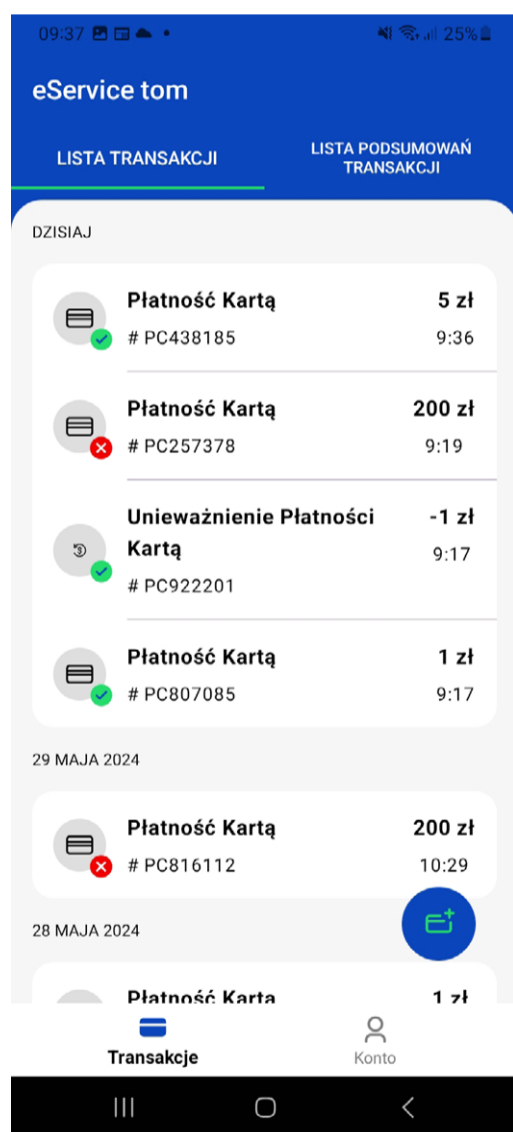 09:37
25%
eService tom
LISTA TRANSAKCJI
LISTA PODSUMOWAŃ
TRANSAKCJI
DZISIAJ
Płatność Kartą 5 zł
# PC438185 9:36
Płatność Kartą 200 zł
# PC257378 9:19
Unieważnienie Płatności -1 zł
Kartą 9:17
# PC922201
Płatność Kartą 1 zł
# PC807085 9:17
29 MAJA 2024
Płatność Kartą 200 zł
# PC816112 10:29
28 MAJA 2024
Płatność Kartą 1 zł
Transakcje
Konto